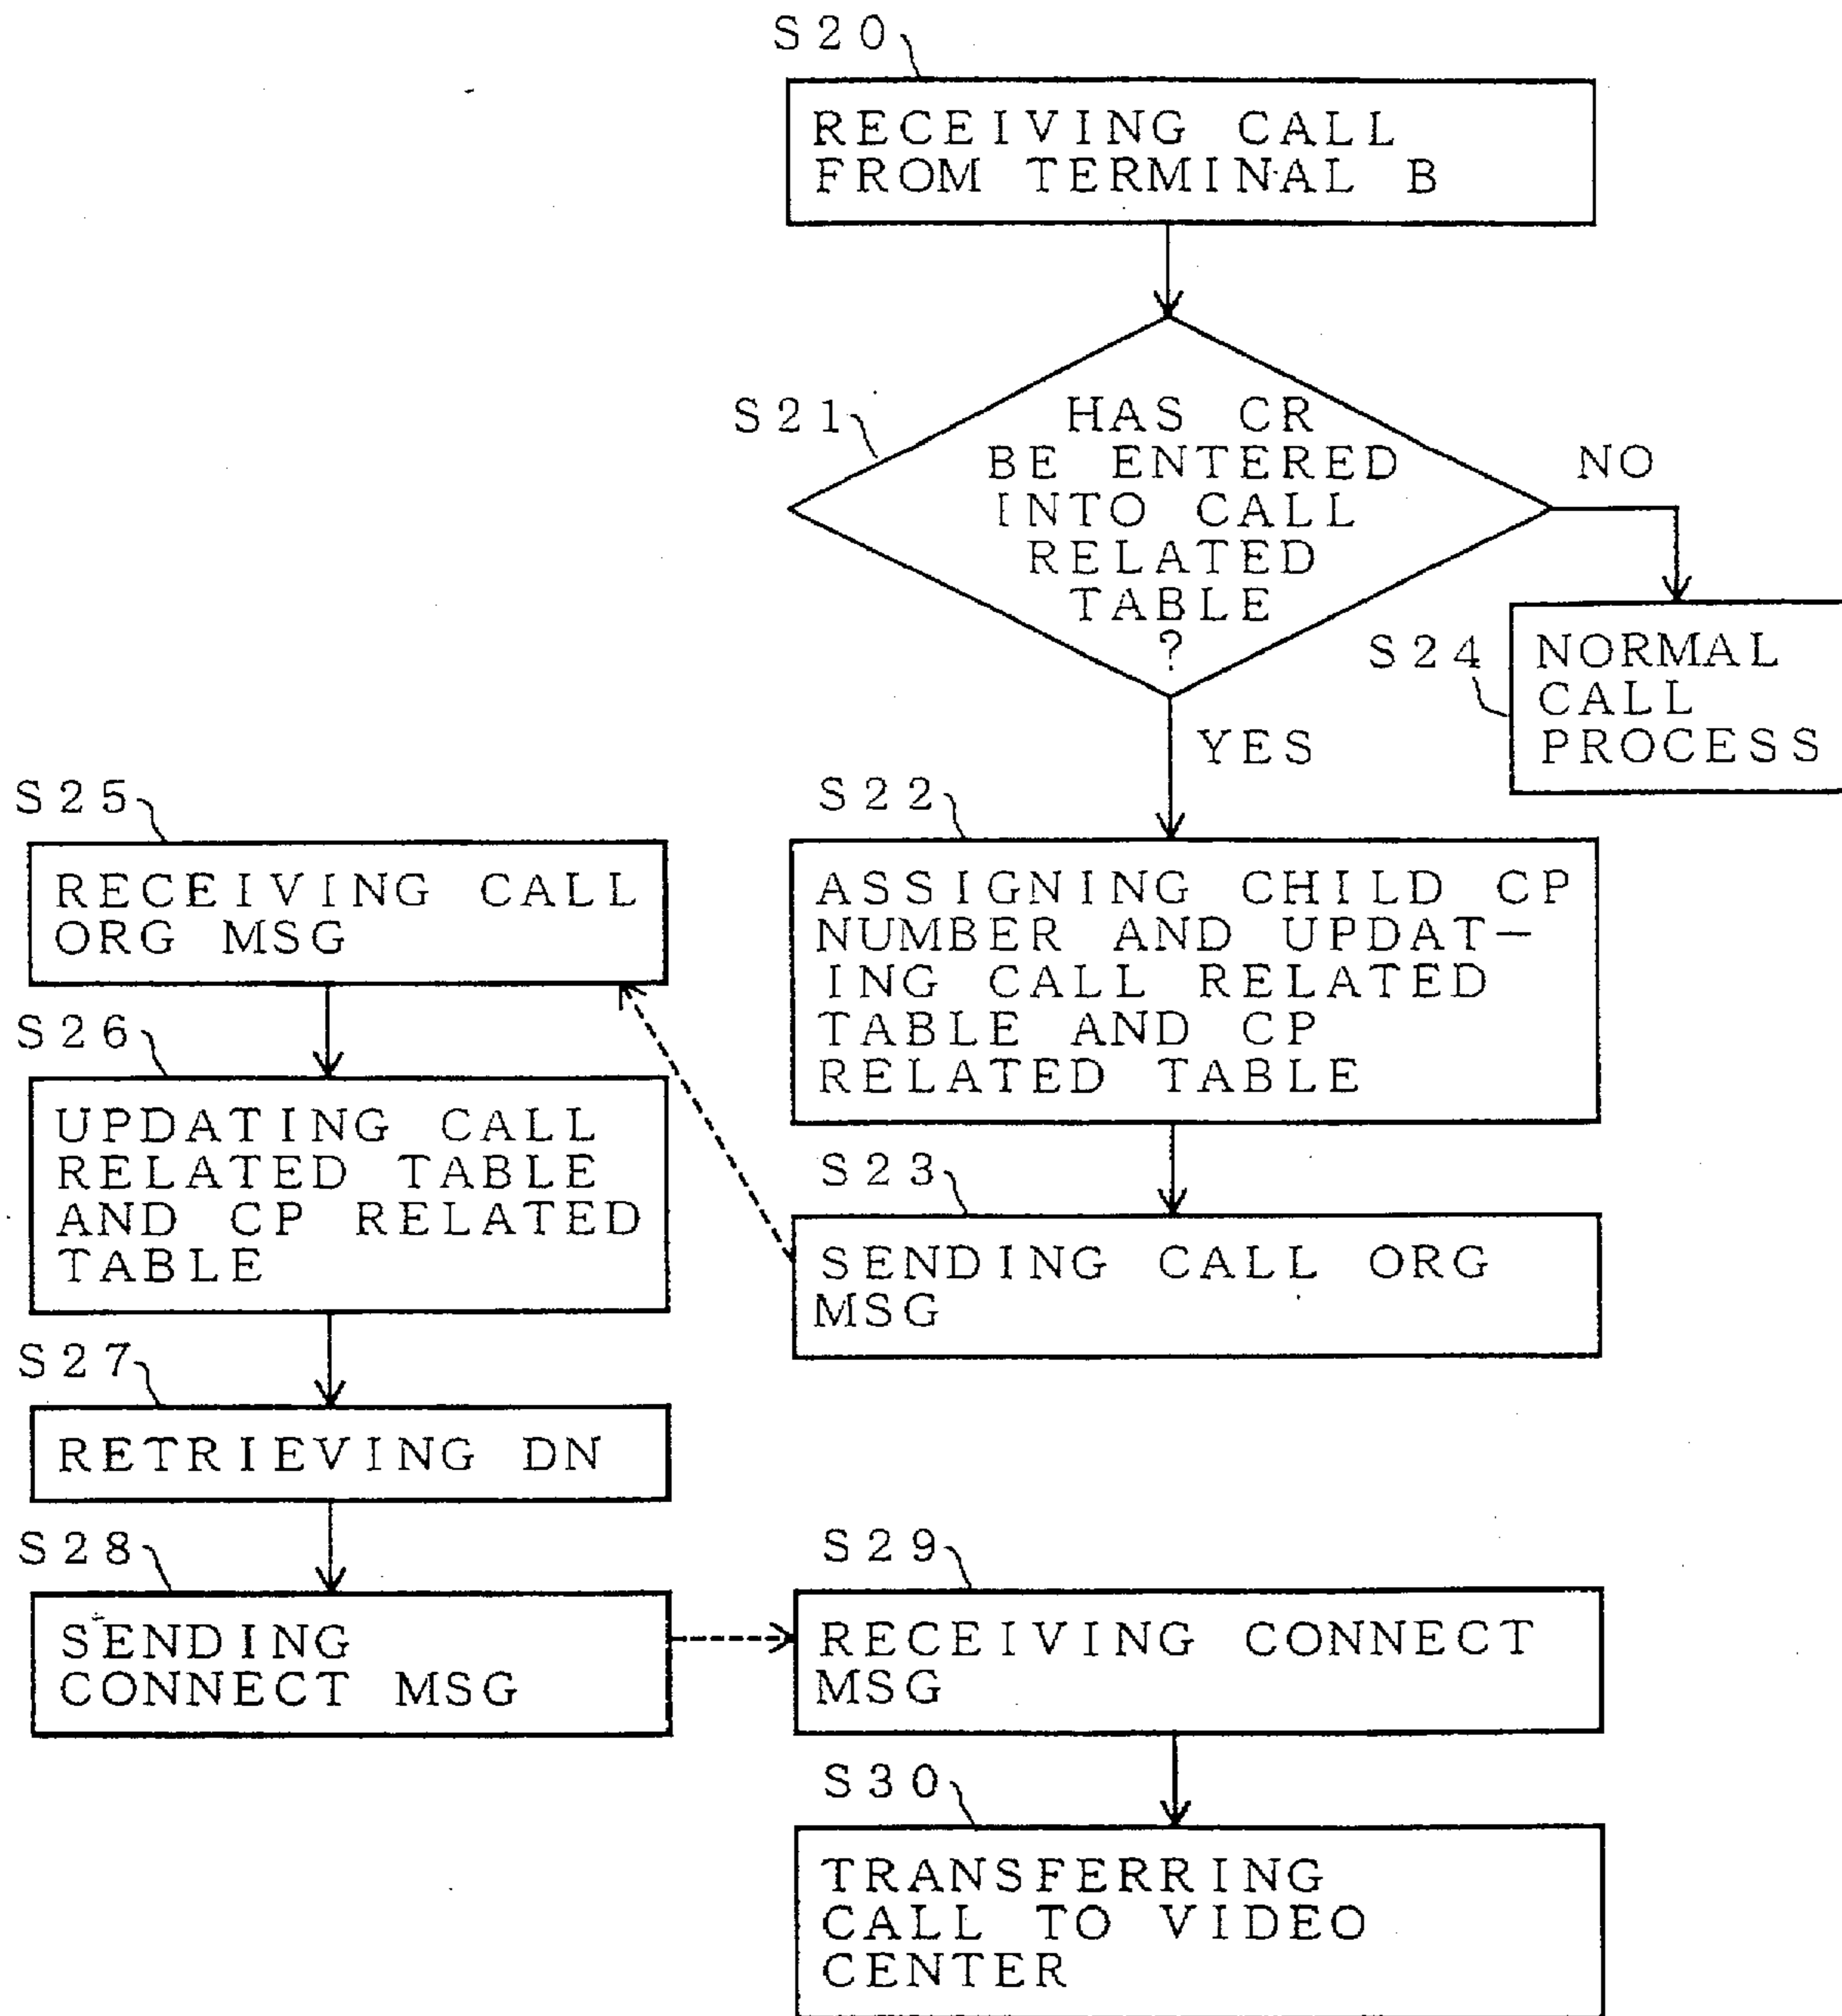 S20
RECEIVING CALL
FROM TERMINAL B
S21
HAS CR
BE ENTERED
INTO CALL
RELATED
TABLE
?
NO
YES
S24
NORMAL
CALL
PROCESS
S22
ASSIGNING CHILD CP
NUMBER AND UPDAT-
ING CALL RELATED
TABLE AND CP
RELATED TABLE
S23
SENDING CALL ORG
MSG
S25
RECEIVING CALL
ORG MSG
S26
UPDATING CALL
RELATED TABLE
AND CP RELATED
TABLE
S27
RETRIEVING DN
S28
SENDING
CONNECT MSG
S29
RECEIVING CONNECT
MSG
S30
TRANSFERRING
CALL TO VIDEO
CENTER